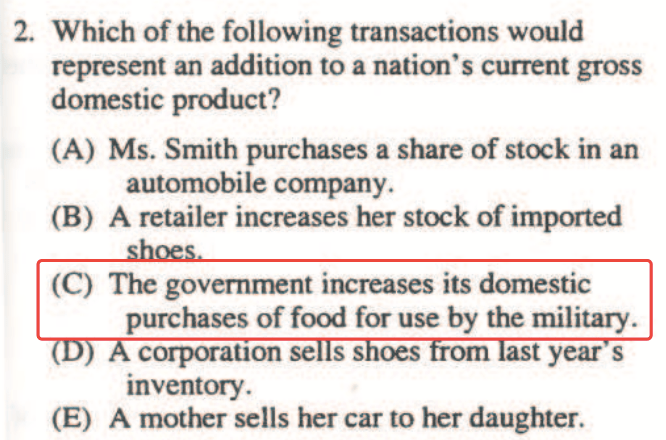 2. Which of the following transactions would
represent an addition to a nation's current gross
domestic product?
(A) Ms. Smith purchases a share of stock in an
automobile company.
(B) A retailer increases her stock of imported
shoes.
(C) The government increases its domestic
purchases of food for use by the military.
(D) A corporation sells shoes from last year's
inventory.
(E) A mother sells her car to her daughter.